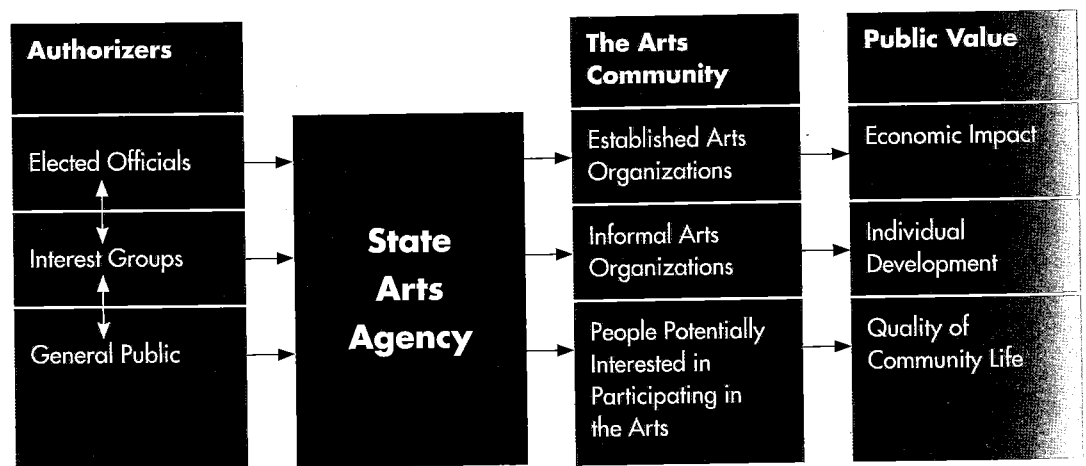 Authorizers
Elected Officials
Interest Groups
General Public
State
Arts
Agency
The Arts
Community
Established Arts
Organizations
Informal Arts
Organizations
People Potentially
Interested in
Participating in
the Arts
Public Value
Economic Impact
Individual
Development
Quality of
Community Life